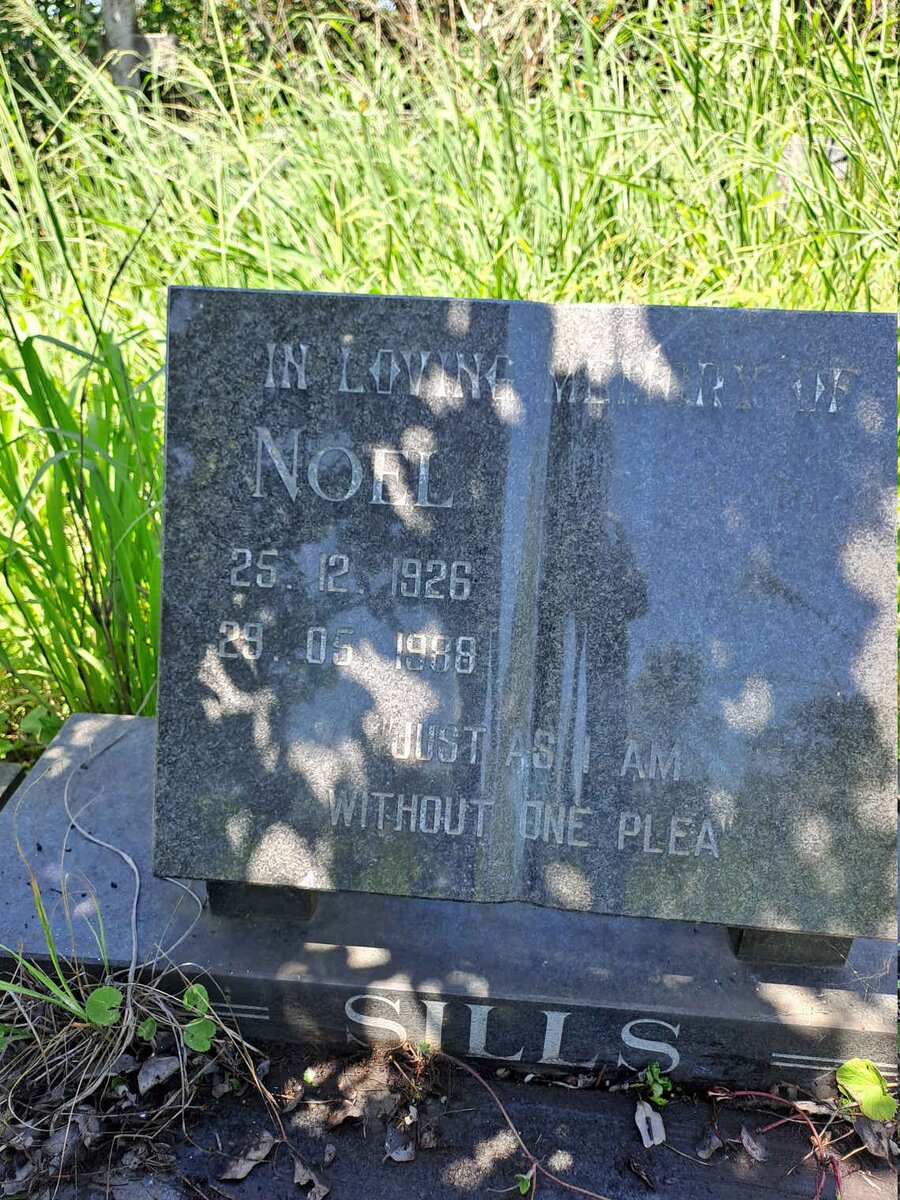 IN LOVING MEMORY OF
NOEL
25.12.1926
29.05.1988
"JUST AS I AM
WITHOUT ONE PLEA"
SILLS